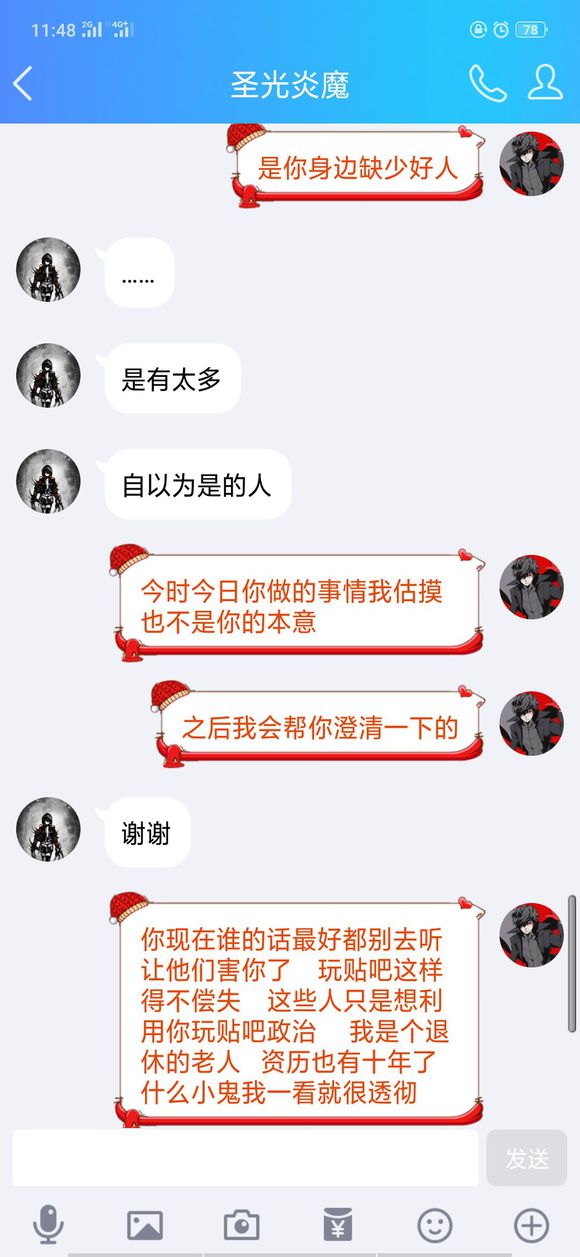 11:48 2G 4G+ 78
圣光炎魔
是你身边缺少好人
……
是有太多
自以为是的人
今时今日你做的事情我估摸
也不是你的本意
之后我会帮你澄清一下的
谢谢
你现在谁的话最好都别去听
让他们害你了 玩贴吧这样
得不偿失 这些人只是想利
用你玩贴吧政治 我是个退
休的老人 资历也有十年了
什么小鬼我一看就很透彻
发送
¥